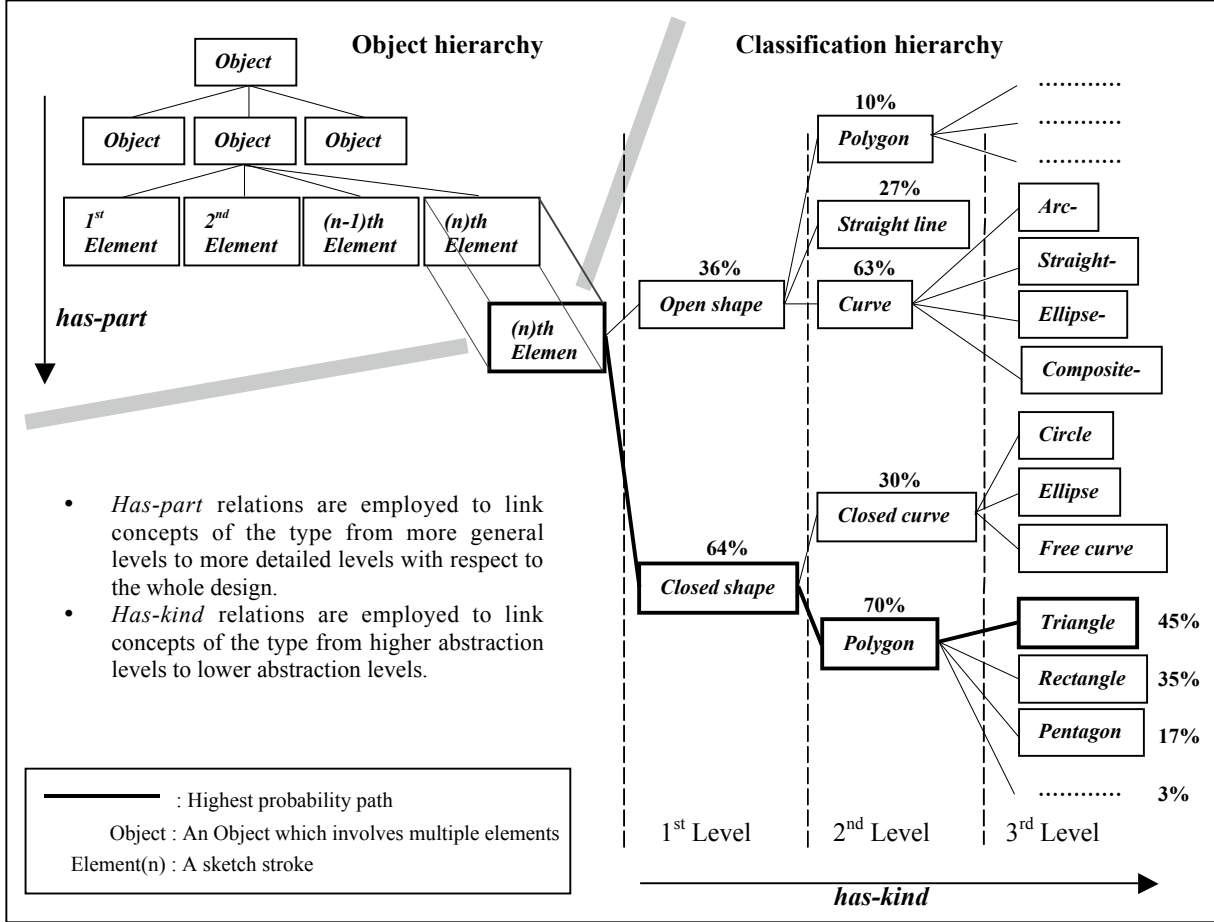 Object hierarchy
Classification hierarchy
Object
Object
Object
Object
1st
Element
2nd
Element
(n-1)th
Element
(n)th
Element
has-part
(n)th
Elemen
36%
Open shape
10%
Polygon
27%
Straight line
63%
Curve
............
............
............
Arc-
Straight-
Ellipse-
Composite-
64%
Closed shape
30%
Closed curve
70%
Polygon
Circle
Ellipse
Free curve
Triangle 45%
Rectangle 35%
Pentagon 17%
............ 3%
• Has-part relations are employed to link
concepts of the type from more general
levels to more detailed levels with respect to
the whole design.
• Has-kind relations are employed to link
concepts of the type from higher abstraction
levels to lower abstraction levels.
: Highest probability path
Object : An Object which involves multiple elements
Element(n) : A sketch stroke
1st Level
2nd Level
3rd Level
has-kind